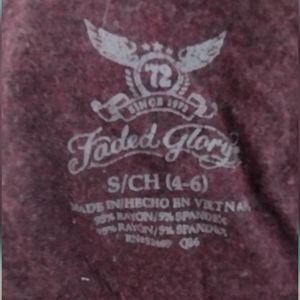 72
SINCE 1972
Faded Glory
S/CH (4-6)
MADE IN/HECHO EN VIETNAM
95% RAYON/5% SPANDEX
95% RAYON/5% SPANDEX